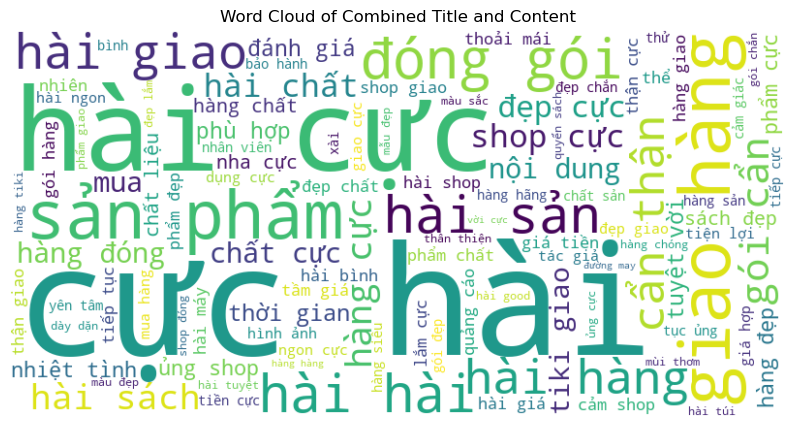 Word Cloud of Combined Title and Content
hài giao
bình
đánh giá
bảo hành
đóng gói
thoải mái
thử
nhiên
hài ngon
hài chất
shop giao
đẹp chắn
thể
thận cực
hàng giao
gói chắn
hài cực
hàng chất
màu sắc
đẹp cực
giao hàng
cảm giác
phẩm cực
đẹp lắm
phẩm giao
gói hàng
chất liệu
phù hợp
nhân viên
xài
giao cực
mẫu đẹp
shop cực
quyển sách
cẩn thận
gói cẩn
tiếp cực
mua
nha cực
nội dung
hàng tiki
phẩm đẹp
dụng cực
đẹp chất
hài shop
hàng hãng
chất sản
hàng sản
sản phẩm
hài sản
với cực
đẹp giao
tuyệt vời
sách đẹp
tiện lợi
hàng đóng
chất cực
hàng cực
thân thiện
phẩm chất
giá tiền
tác giả
hàng chóng
đường may
cực hài
hài bình
yên tâm
tiếp tục
mua hàng
tầm giá
thận giao
dày dặn
shop đóng
hài máy
thời gian
hình ảnh
quảng cáo
hài good
ủng cực
tục ủng
giá hợp
hàng đẹp
lắm cực
gói đẹp
tiki giao
nhiệt tình
ủng shop
ngon cực
hàng hàng
hàng siêu
mùi thơm
màu đẹp
hài tuyệt
hài sách
tiền cực
hài hài
hài hàng
hài giá
cảm shop
hài túi